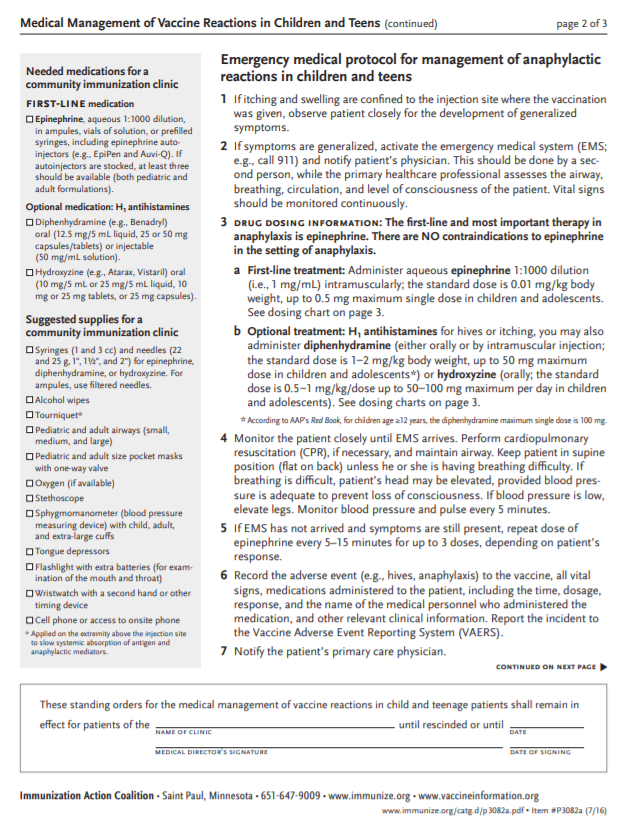 Medical Management of Vaccine Reactions in Children and Teens (continued) page 2 of 3
Needed medications for a
community immunization clinic
FIRST-LINE medication
☐ Epinephrine, aqueous 1:1000 dilution,
in ampules, vials of solution, or prefilled
syringes, including epinephrine auto-
injectors (e.g., EpiPen and Auvi-Q). If
autoinjectors are stocked, at least three
should be available (both pediatric and
adult formulations).
Optional medication: H₁ antihistamines
☐ Diphenhydramine (e.g., Benadryl)
oral (12.5 mg/5 mL liquid, 25 or 50 mg
capsules/tablets) or injectable
(50 mg/mL solution).
☐ Hydroxyzine (e.g., Atarax, Vistaril) oral
(10 mg/5 mL or 25 mg/5 mL liquid, 10
mg or 25 mg tablets, or 25 mg capsules).
Suggested supplies for a
community immunization clinic
☐ Syringes (1 and 3 cc) and needles (22
and 25 g, 1", 1½", and 2") for epinephrine,
diphenhydramine, or hydroxyzine. For
ampules, use filtered needles.
☐ Alcohol wipes
☐ Tourniquet*
☐ Pediatric and adult airways (small,
medium, and large)
☐ Pediatric and adult size pocket masks
with one-way valve
☐ Oxygen (if available)
☐ Stethoscope
☐ Sphygmomanometer (blood pressure
measuring device) with child, adult,
and extra-large cuffs
☐ Tongue depressors
☐ Flashlight with extra batteries (for exam-
ination of the mouth and throat)
☐ Wristwatch with a second hand or other
timing device
☐ Cell phone or access to onsite phone
* Applied on the extremity above the injection site
to slow systemic absorption of antigen and
anaphylactic mediators.
Emergency medical protocol for management of anaphylactic
reactions in children and teens
1 If itching and swelling are confined to the injection site where the vaccination
was given, observe patient closely for the development of generalized
symptoms.
2 If symptoms are generalized, activate the emergency medical system (EMS;
e.g., call 911) and notify patient's physician. This should be done by a sec-
ond person, while the primary healthcare professional assesses the airway,
breathing, circulation, and level of consciousness of the patient. Vital signs
should be monitored continuously.
3 DRUG DOSING INFORMATION: The first-line and most important therapy in
anaphylaxis is epinephrine. There are NO contraindications to epinephrine
in the setting of anaphylaxis.
a First-line treatment: Administer aqueous epinephrine 1:1000 dilution
(i.e., 1 mg/mL) intramuscularly; the standard dose is 0.01 mg/kg body
weight, up to 0.5 mg maximum single dose in children and adolescents.
See dosing chart on page 3.
b Optional treatment: H₁ antihistamines for hives or itching, you may also
administer diphenhydramine (either orally or by intramuscular injection;
the standard dose is 1–2 mg/kg body weight, up to 50 mg maximum
dose in children and adolescents*) or hydroxyzine (orally; the standard
dose is 0.5–1 mg/kg/dose up to 50–100 mg maximum per day in children
and adolescents). See dosing charts on page 3.
* According to AAP's Red Book, for children age ≥12 years, the diphenhydramine maximum single dose is 100 mg.
4 Monitor the patient closely until EMS arrives. Perform cardiopulmonary
resuscitation (CPR), if necessary, and maintain airway. Keep patient in supine
position (flat on back) unless he or she is having breathing difficulty. If
breathing is difficult, patient's head may be elevated, provided blood pres-
sure is adequate to prevent loss of consciousness. If blood pressure is low,
elevate legs. Monitor blood pressure and pulse every 5 minutes.
5 If EMS has not arrived and symptoms are still present, repeat dose of
epinephrine every 5–15 minutes for up to 3 doses, depending on patient's
response.
6 Record the adverse event (e.g., hives, anaphylaxis) to the vaccine, all vital
signs, medications administered to the patient, including the time, dosage,
response, and the name of the medical personnel who administered the
medication, and other relevant clinical information. Report the incident to
the Vaccine Adverse Event Reporting System (VAERS).
7 Notify the patient's primary care physician.
CONTINUED ON NEXT PAGE ▶
These standing orders for the medical management of vaccine reactions in child and teenage patients shall remain in
effect for patients of the until rescinded or until
NAME OF CLINIC DATE
MEDICAL DIRECTOR'S SIGNATURE DATE OF SIGNING
Immunization Action Coalition • Saint Paul, Minnesota • 651-647-9009 • www.immunize.org • www.vaccineinformation.org
www.immunize.org/catg.d/p3082a.pdf • Item #P3082a (7/16)